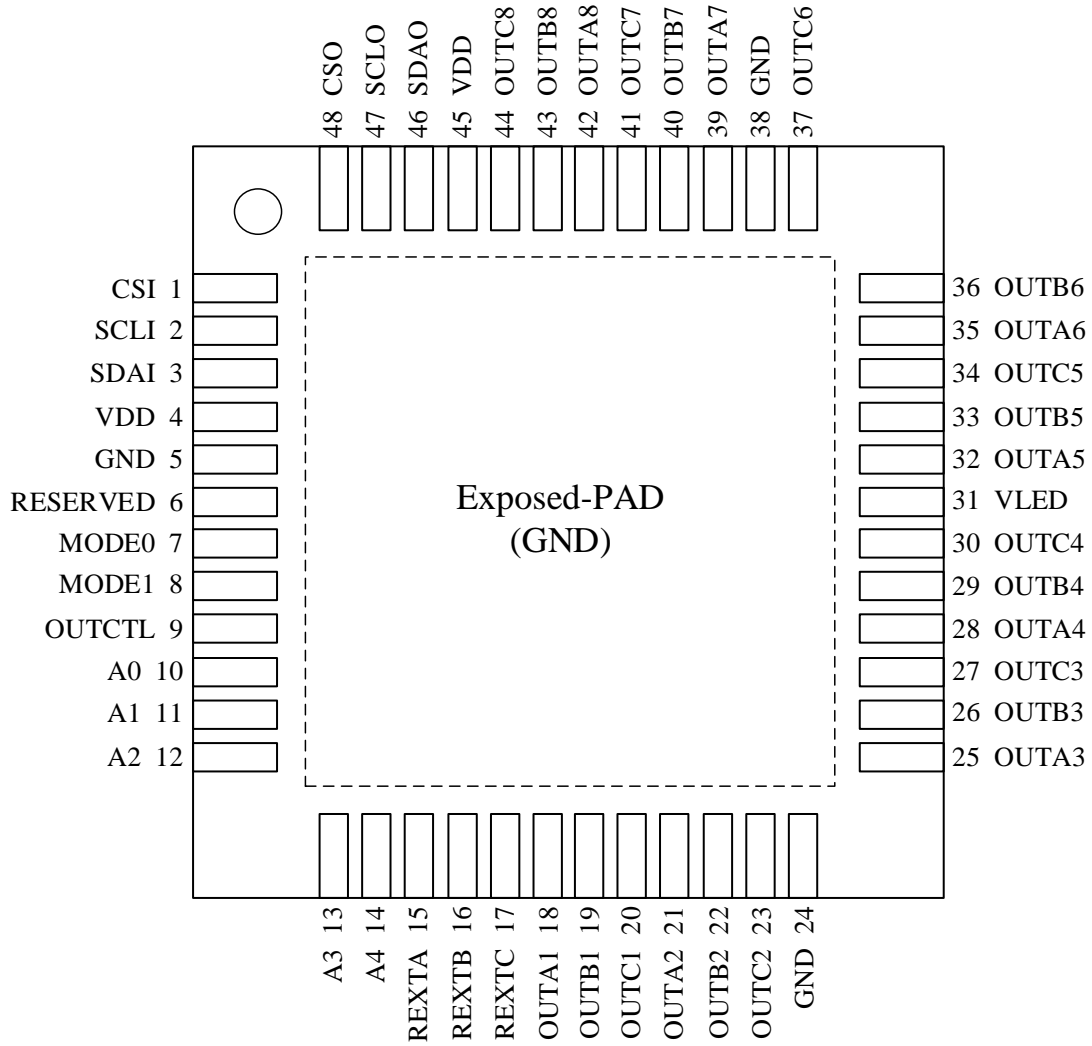 48 CSO
47 SCLO
46 SDAO
45 VDD
44 OUTC8
43 OUTB8
42 OUTA8
41 OUTC7
40 OUTB7
39 OUTA7
38 GND
37 OUTC6
CSI 1
SCLI 2
SDAI 3
VDD 4
GND 5
RESERVED 6
MODE0 7
MODE1 8
OUTCTL 9
A0 10
A1 11
A2 12
Exposed-PAD
(GND)
36 OUTB6
35 OUTA6
34 OUTC5
33 OUTB5
32 OUTA5
31 VLED
30 OUTC4
29 OUTB4
28 OUTA4
27 OUTC3
26 OUTB3
25 OUTA3
A3 13
A4 14
REXTA 15
REXTB 16
REXTC 17
OUTA1 18
OUTB1 19
OUTC1 20
OUTA2 21
OUTB2 22
OUTC2 23
GND 24